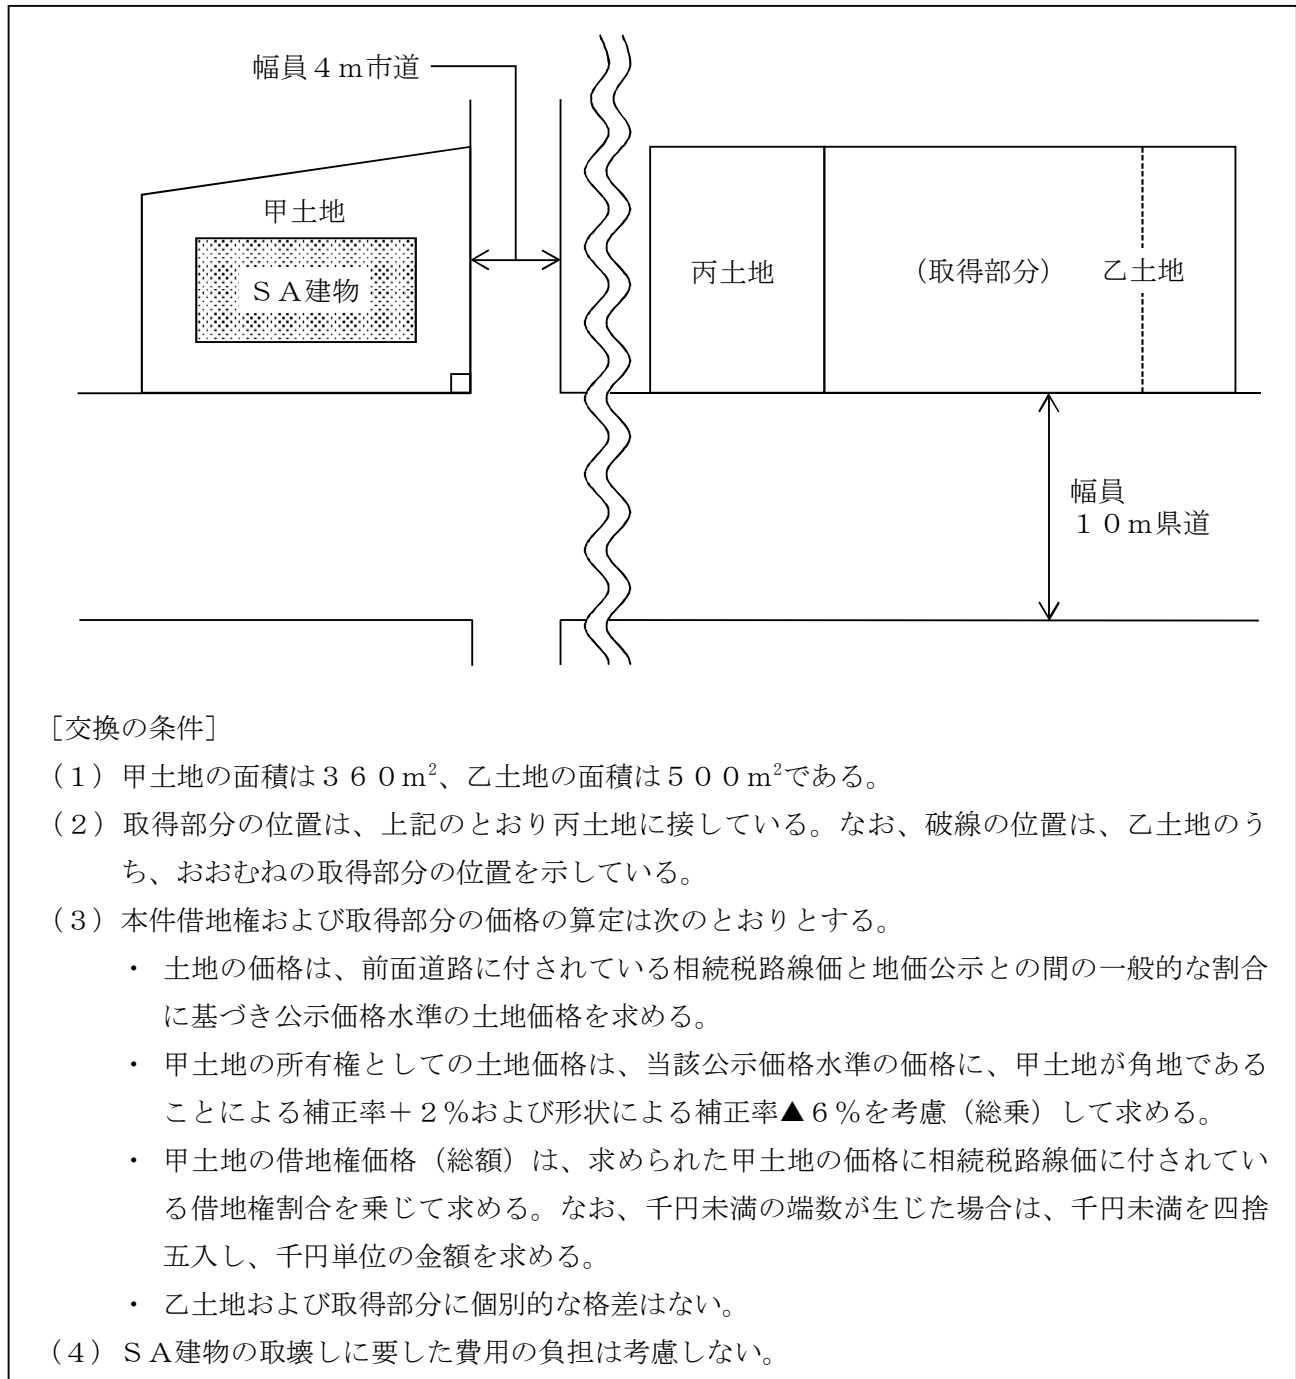 幅員４ｍ市道
甲土地
ＳＡ建物
丙土地
（取得部分）
乙土地
幅員
１０ｍ県道
［交換の条件］
（１）甲土地の面積は３６０ｍ²、乙土地の面積は５００ｍ²である。
（２）取得部分の位置は、上記のとおり丙土地に接している。なお、破線の位置は、乙土地のう
ち、おおむねの取得部分の位置を示している。
（３）本件借地権および取得部分の価格の算定は次のとおりとする。
・ 土地の価格は、前面道路に付されている相続税路線価と地価公示との間の一般的な割合
に基づき公示価格水準の土地価格を求める。
・ 甲土地の所有権としての土地価格は、当該公示価格水準の価格に、甲土地が角地である
ことによる補正率＋２％および形状による補正率▲６％を考慮（総乗）して求める。
・ 甲土地の借地権価格（総額）は、求められた甲土地の価格に相続税路線価に付されてい
る借地権割合を乗じて求める。なお、千円未満の端数が生じた場合は、千円未満を四捨
五入し、千円単位の金額を求める。
・ 乙土地および取得部分に個別的な格差はない。
（４）ＳＡ建物の取壊しに要した費用の負担は考慮しない。